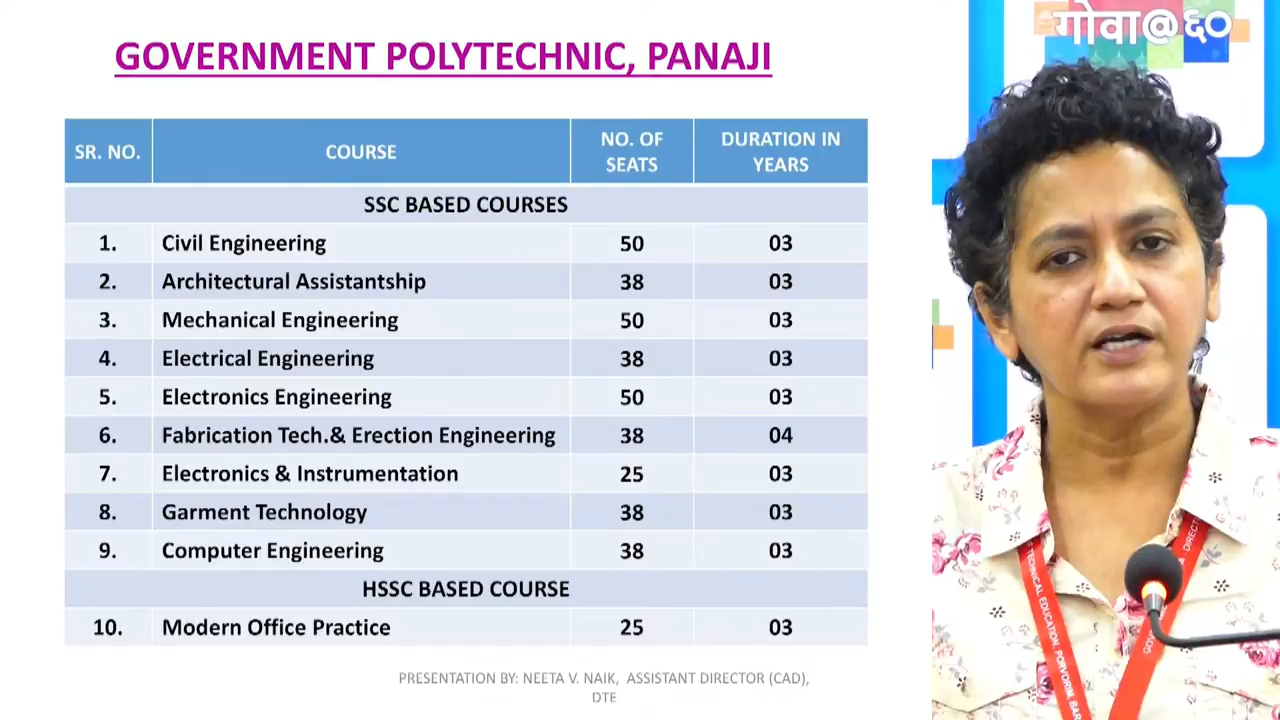 GOVERNMENT POLYTECHNIC, PANAJI
गोवा@६०
SR. NO. COURSE NO. OF SEATS DURATION IN YEARS
SSC BASED COURSES
1. Civil Engineering 50 03
2. Architectural Assistantship 38 03
3. Mechanical Engineering 50 03
4. Electrical Engineering 38 03
5. Electronics Engineering 50 03
6. Fabrication Tech.& Erection Engineering 38 04
7. Electronics & Instrumentation 25 03
8. Garment Technology 38 03
9. Computer Engineering 38 03
HSSC BASED COURSE
10. Modern Office Practice 25 03
PRESENTATION BY: NEETA V. NAIK, ASSISTANT DIRECTOR (CAD),
DTE
TECHNICAL EDUCATION, PORVORIM, BAR